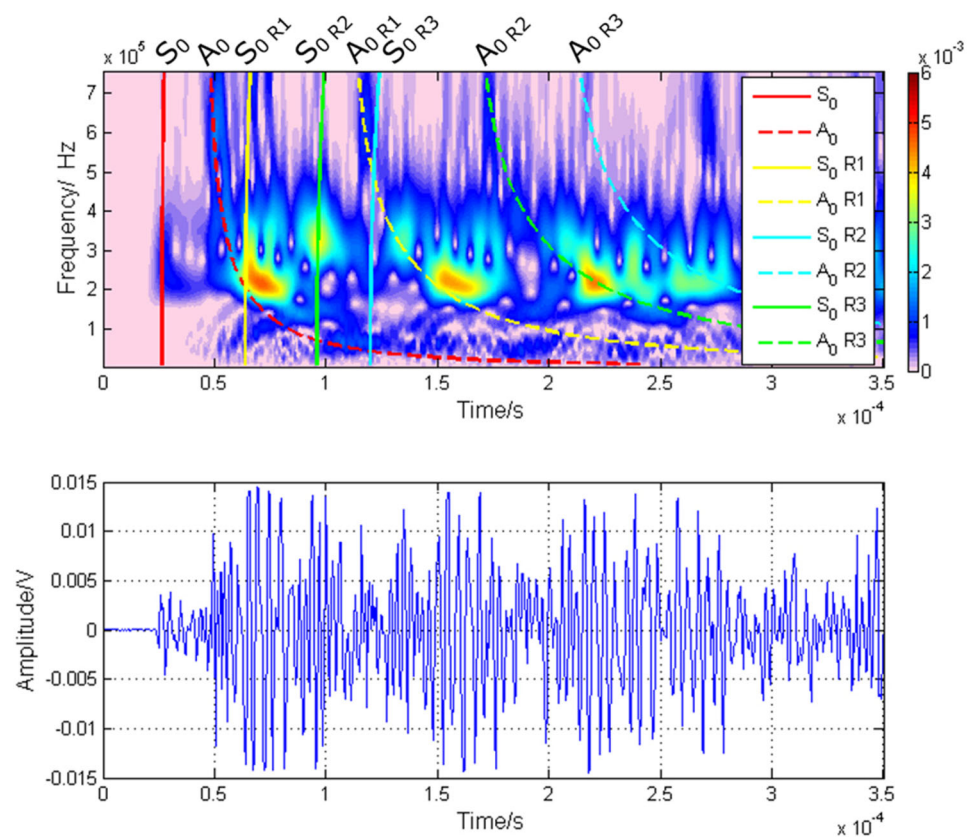 S0 A0 S0 R1 S0 R2 A0 R1 S0 R3 A0 R2 A0 R3
x 10^5
x 10^-3
7
6
5
4
3
2
1
Frequency/ Hz
S0
A0
S0 R1
A0 R1
S0 R2
A0 R2
S0 R3
A0 R3
6
5
4
3
2
1
0
0 0.5 1 1.5 2 2.5 3 3.5
Time/s
x 10^-4
0.015
0.01
0.005
0
-0.005
-0.01
-0.015
Amplitude/V
0 0.5 1 1.5 2 2.5 3 3.5
Time/s
x 10^-4